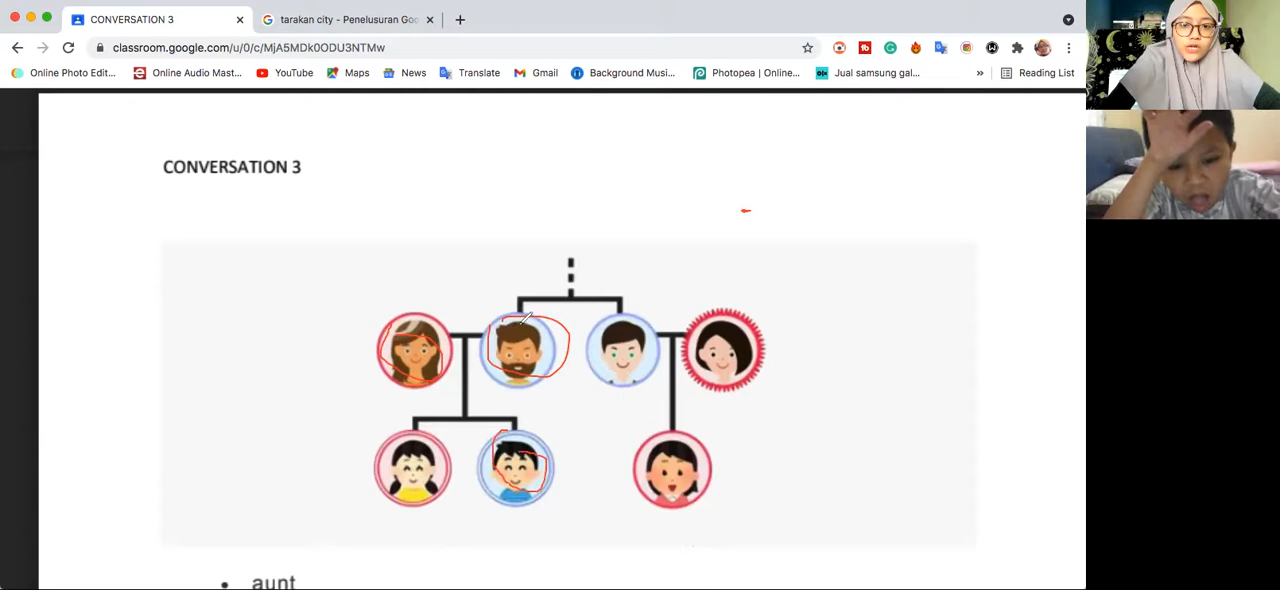 CONVERSATION 3
tarakan city - Penelusuran Goo
classroom.google.com/u/0/c/MjA5MDk0ODU3NTMw
Online Photo Edit... Online Audio Mast... YouTube Maps News Translate Gmail Background Musi... Photopea | Online... Jual samsung gal... » Reading List
CONVERSATION 3
• aunt